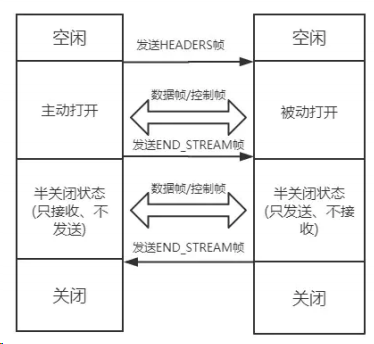 空闲
发送HEADERS帧
空闲
主动打开
数据帧/控制帧
被动打开
发送END_STREAM帧
半关闭状态
(只接收、不
发送)
数据帧/控制帧
半关闭状态
(只发送、不接
收)
发送END_STREAM帧
关闭
关闭